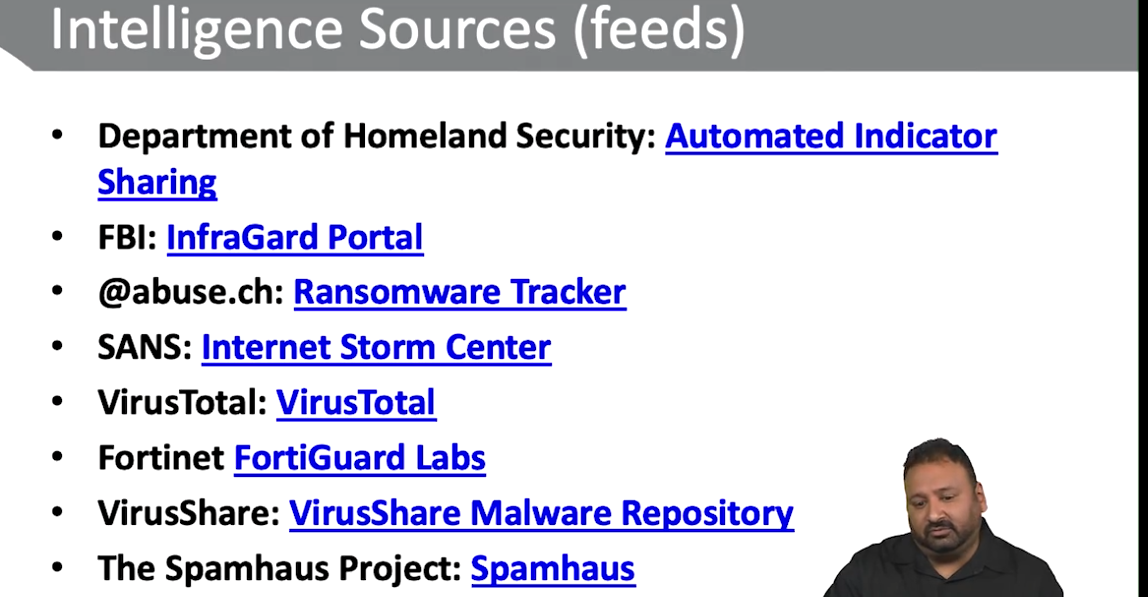 Intelligence Sources (feeds)
• Department of Homeland Security: Automated Indicator
Sharing
• FBI: InfraGard Portal
• @abuse.ch: Ransomware Tracker
• SANS: Internet Storm Center
• VirusTotal: VirusTotal
• Fortinet FortiGuard Labs
• VirusShare: VirusShare Malware Repository
• The Spamhaus Project: Spamhaus